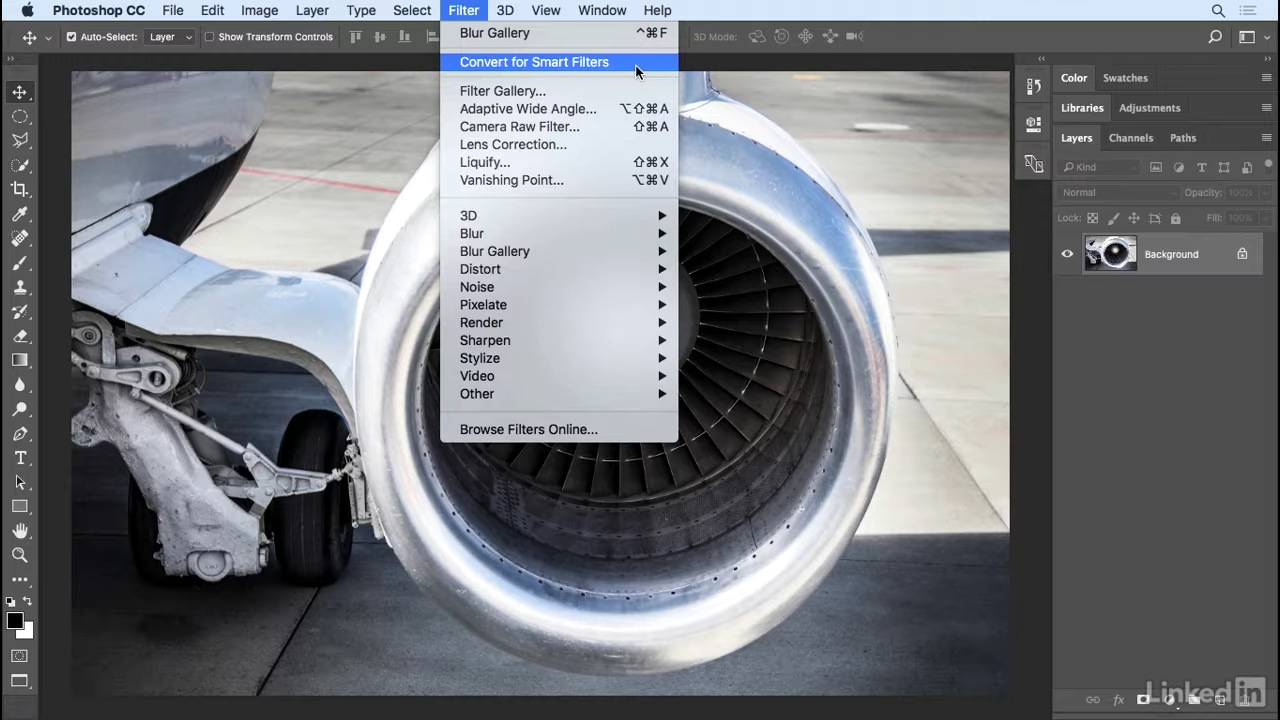 Photoshop CC File Edit Image Layer Type Select Filter 3D View Window Help
Auto-Select: Layer Show Transform Controls 3D Mode:
Blur Gallery ^⌘F
Convert for Smart Filters
Filter Gallery...
Adaptive Wide Angle... ⌥⇧⌘A
Camera Raw Filter... ⇧⌘A
Lens Correction...
Liquify... ⇧⌘X
Vanishing Point... ⌥⌘V
3D
Blur
Blur Gallery
Distort
Noise
Pixelate
Render
Sharpen
Stylize
Video
Other
Browse Filters Online...
Color Swatches
Libraries Adjustments
Layers Channels Paths
Kind
Normal Opacity: 100%
Lock: Fill: 100%
Background
fx
Linked in